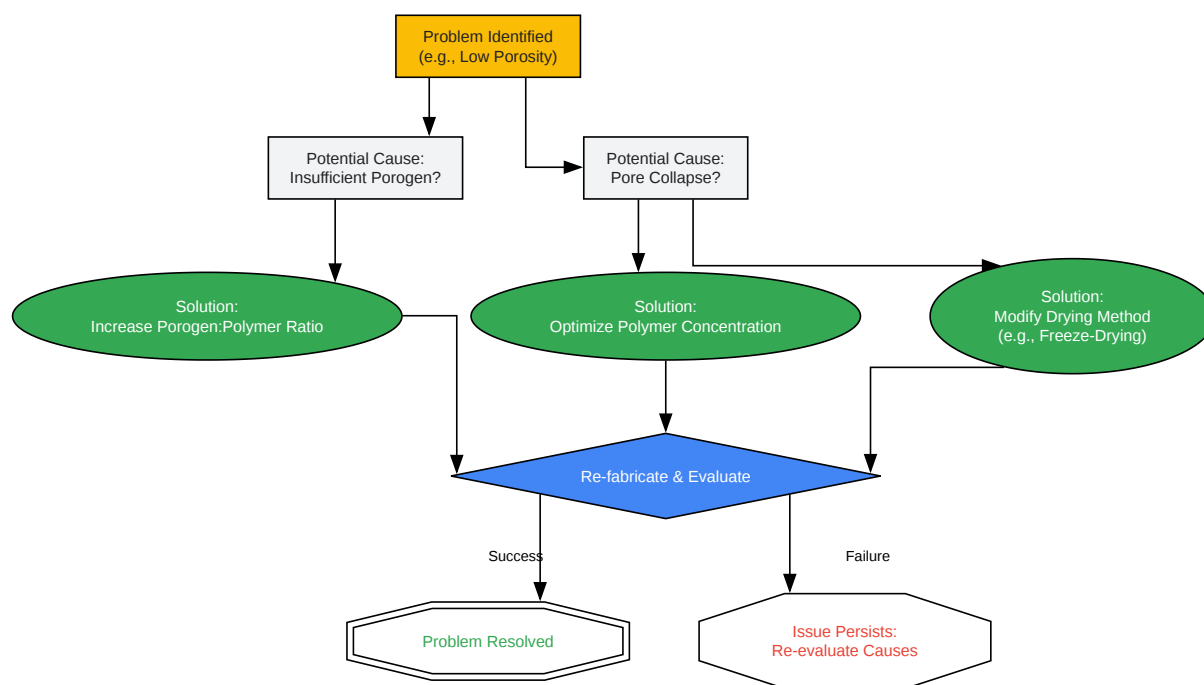 Problem Identified
(e.g., Low Porosity)
Potential Cause:
Insufficient Porogen?
Potential Cause:
Pore Collapse?
Solution:
Increase Porogen:Polymer Ratio
Solution:
Optimize Polymer Concentration
Solution:
Modify Drying Method
(e.g., Freeze-Drying)
Re-fabricate & Evaluate
Success
Failure
Problem Resolved
Issue Persists:
Re-evaluate Causes